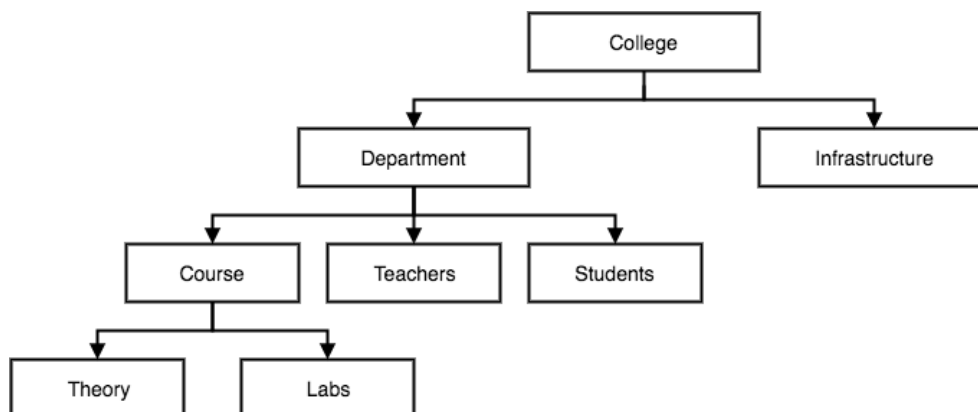 College
Department
Infrastructure
Course
Teachers
Students
Theory
Labs